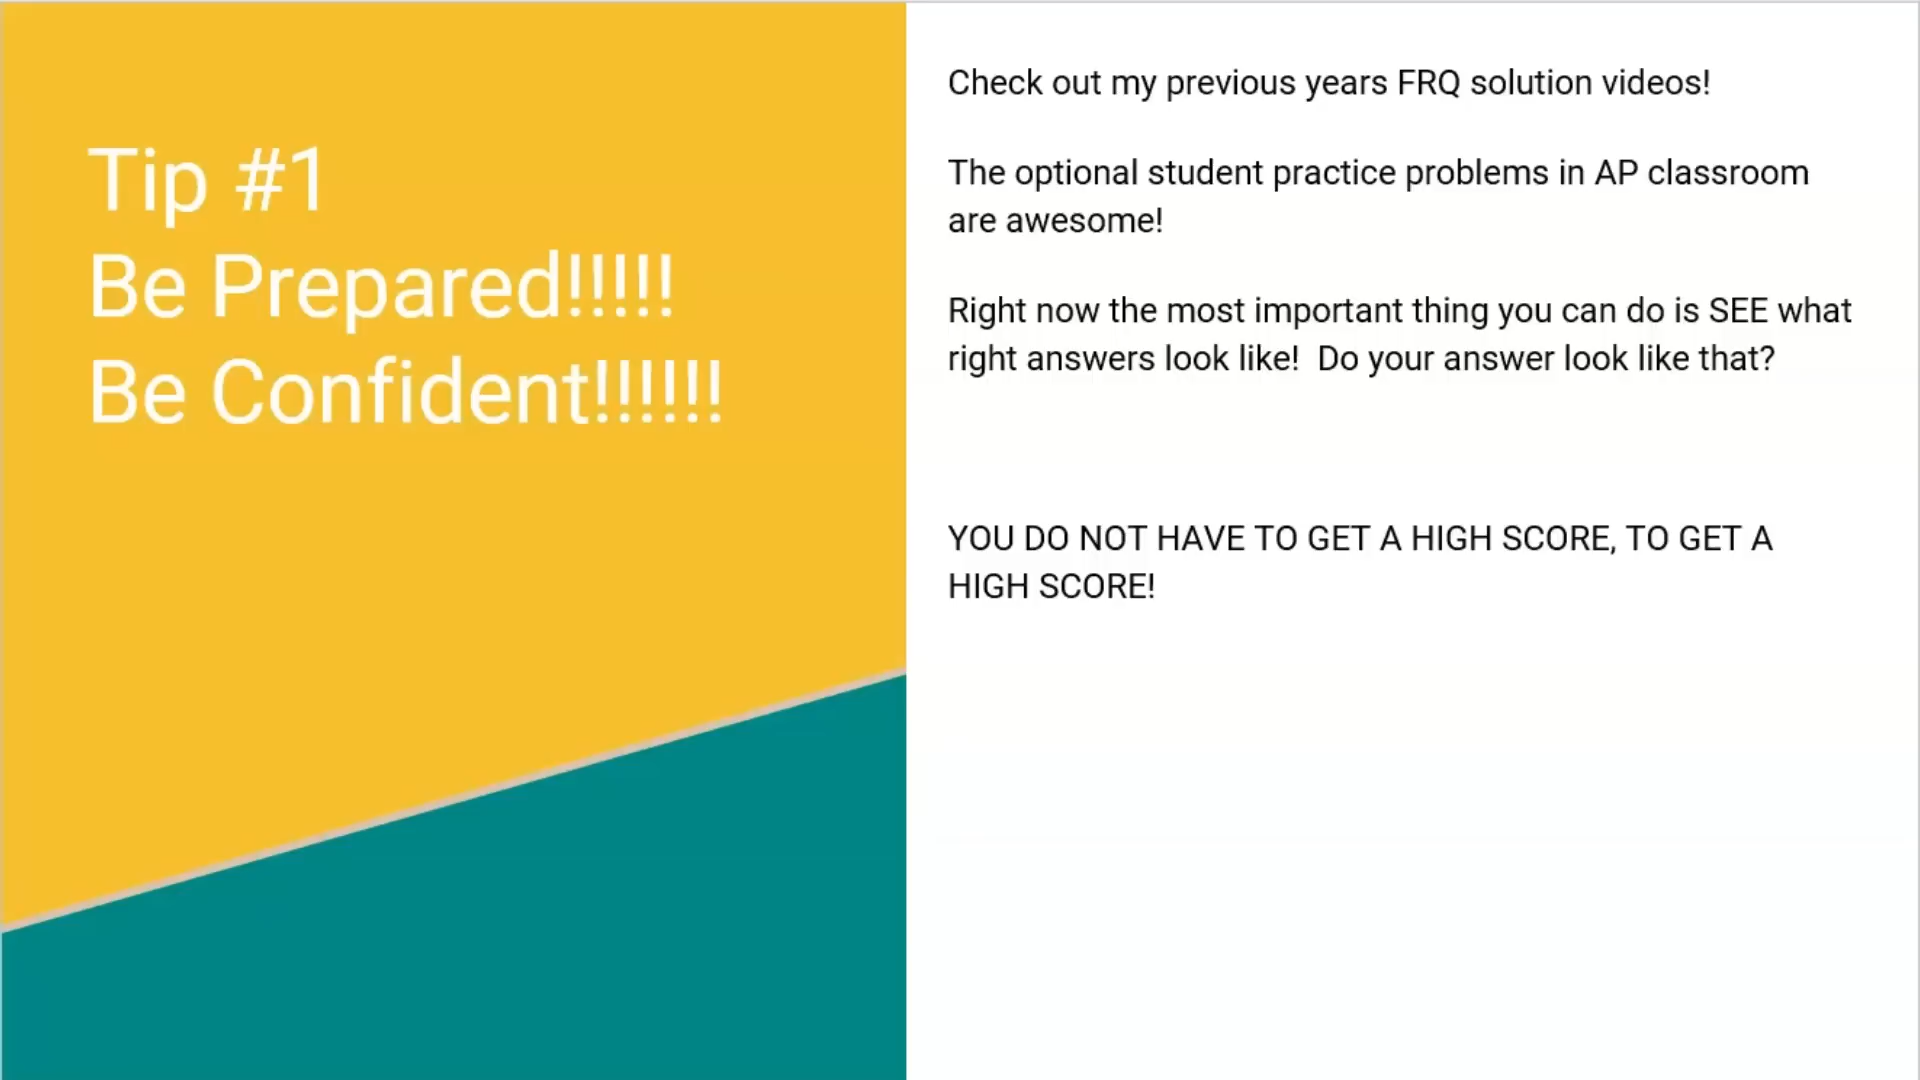 Tip #1
Be Prepared!!!!!
Be Confident!!!!!!
Check out my previous years FRQ solution videos!
The optional student practice problems in AP classroom
are awesome!
Right now the most important thing you can do is SEE what
right answers look like!  Do your answer look like that?
YOU DO NOT HAVE TO GET A HIGH SCORE, TO GET A
HIGH SCORE!